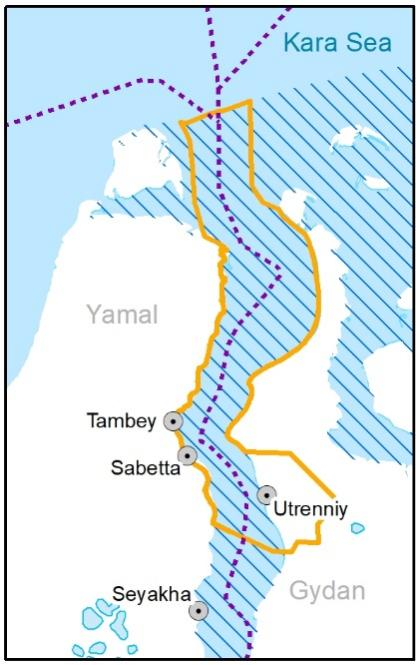 Kara Sea
Yamal
Tambey
Sabetta
Utrenniy
Seyakha
Gydan